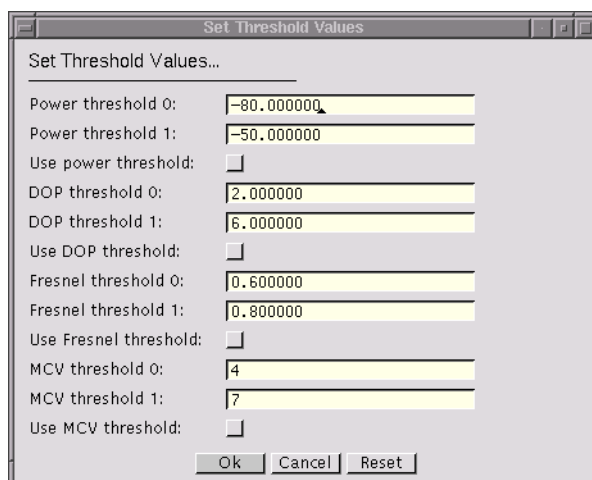 Set Threshold Values
Set Threshold Values...
Power threshold 0: -80.000000
Power threshold 1: -50.000000
Use power threshold:
DOP threshold 0: 2.000000
DOP threshold 1: 6.000000
Use DOP threshold:
Fresnel threshold 0: 0.600000
Fresnel threshold 1: 0.800000
Use Fresnel threshold:
MCV threshold 0: 4
MCV threshold 1: 7
Use MCV threshold:
Ok Cancel Reset